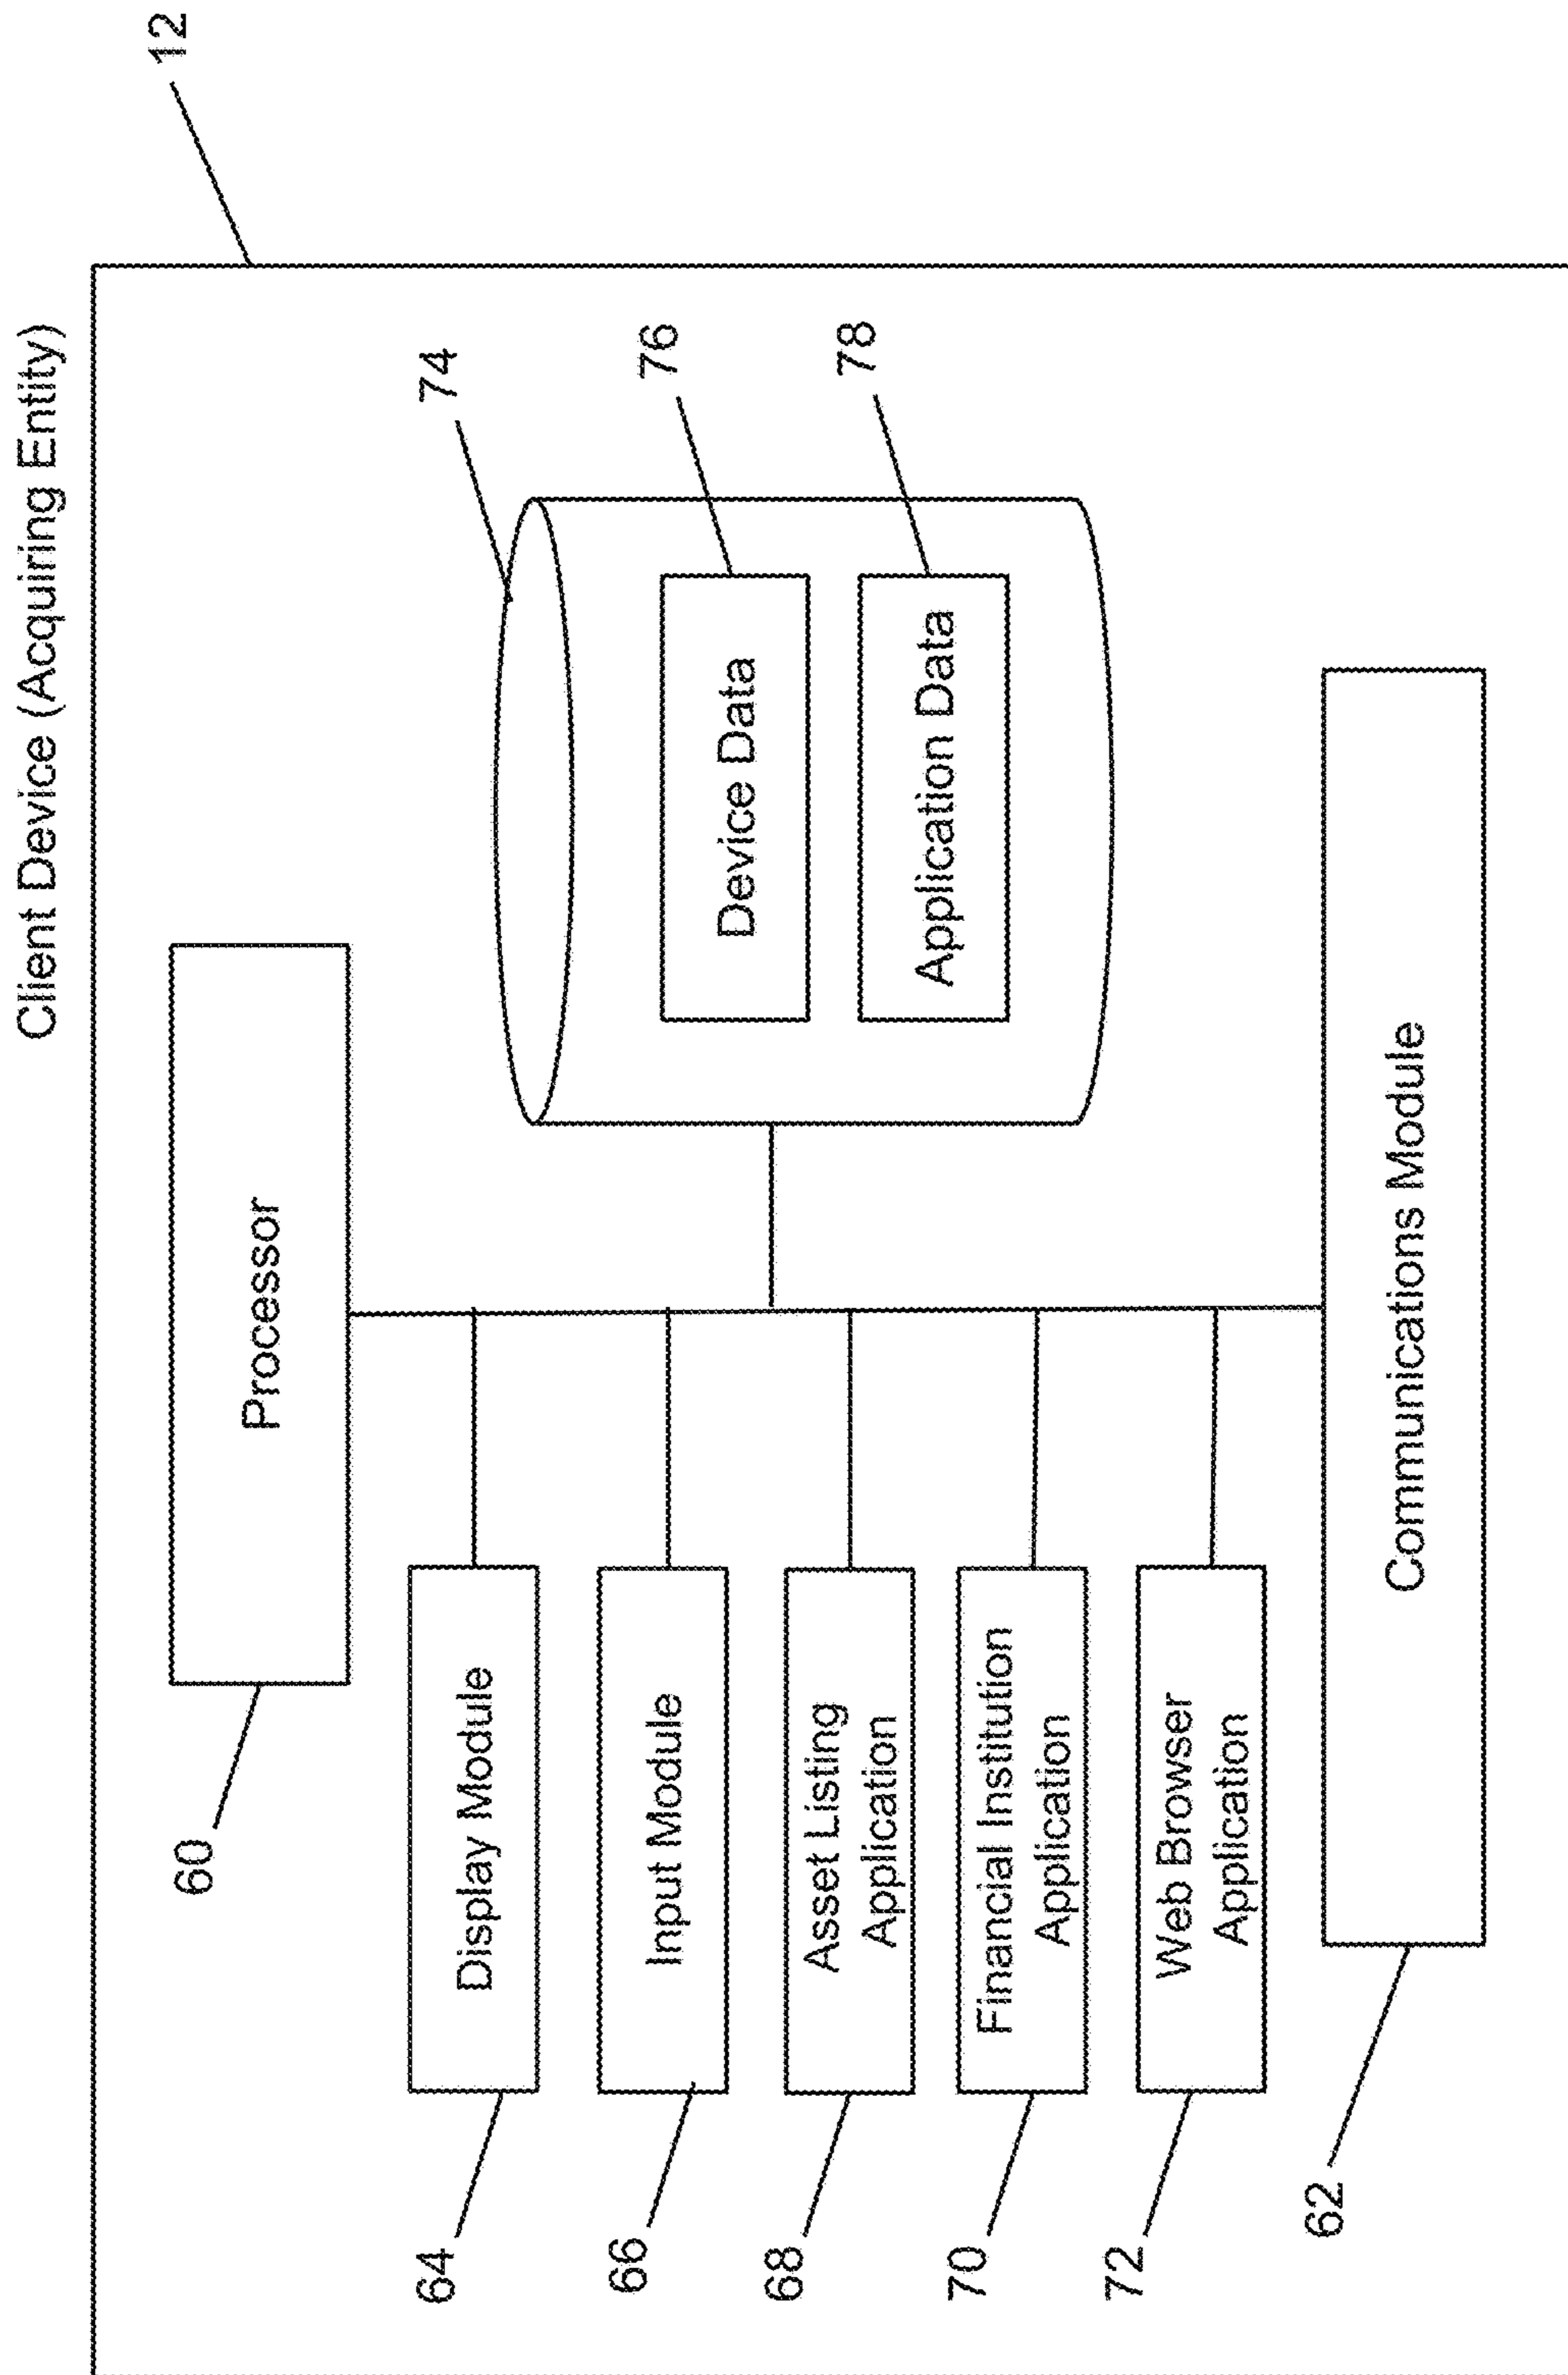 Client Device (Acquiring Entity)
12
Processor
60
74
Display Module
64
Device Data
76
Input Module
66
Application Data
78
Asset Listing
Application
68
Financial Institution
Application
70
Web Browser
Application
72
Communications Module
62